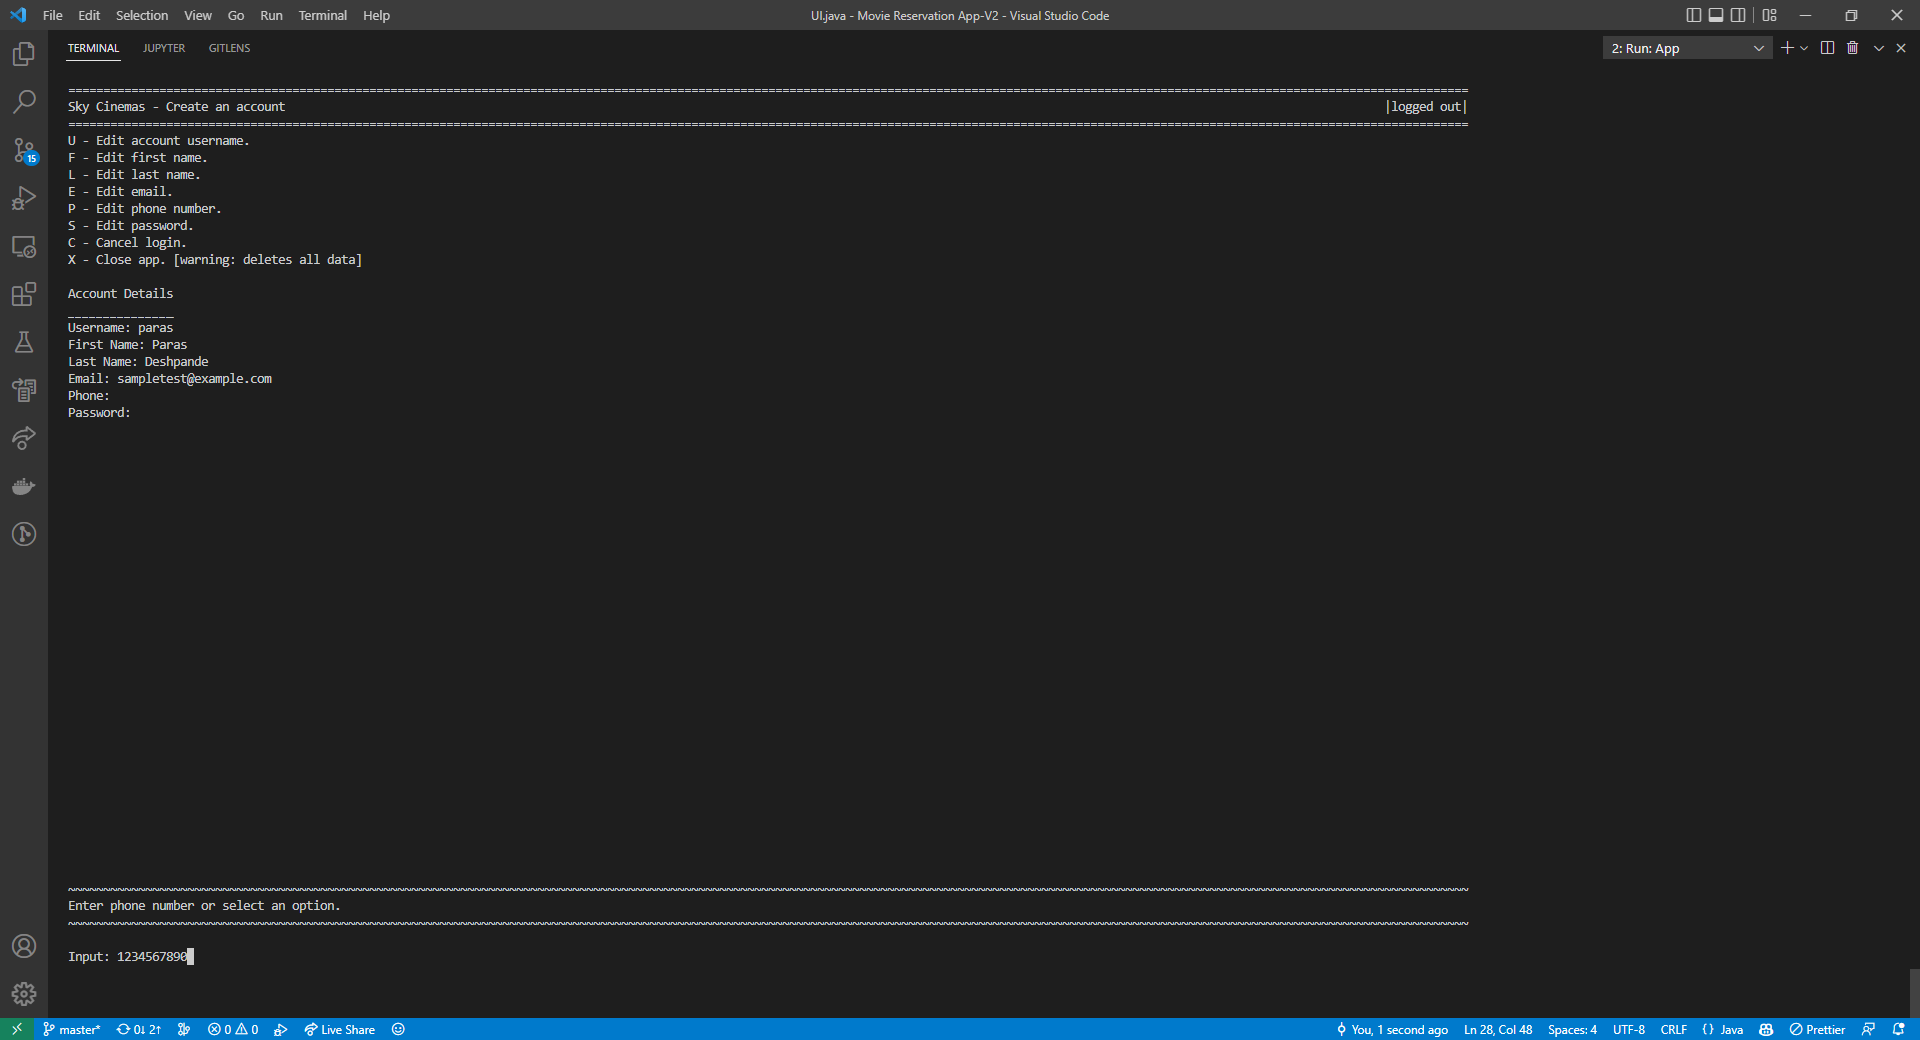 File Edit Selection View Go Run Terminal Help
UI.java - Movie Reservation App-V2 - Visual Studio Code
TERMINAL JUPYTER GITLENS
2: Run: App
========================================================================================================================================================================================================
Sky Cinemas - Create an account |logged out|
========================================================================================================================================================================================================
15
U - Edit account username.
F - Edit first name.
L - Edit last name.
E - Edit email.
P - Edit phone number.
S - Edit password.
C - Cancel login.
X - Close app. [warning: deletes all data]
Account Details
_______________
Username: paras
First Name: Paras
Last Name: Deshpande
Email: sampletest@example.com
Phone:
Password:
~~~~~~~~~~~~~~~~~~~~~~~~~~~~~~~~~~~~~~~~~~~~~~~~~~~~~~~~~~~~~~~~~~~~~~~~~~~~~~~~~~~~~~~~~~~~~~~~~~~~~~~~~~~~~~~~~~~~~~~~~~~~~~~~~~~~~~~~~~~~~~~~~~~~~~~~~~~~~~~~~~~~~~~~~~~~~~~~~~~~~~~~~~~~~~~~
Enter phone number or select an option.
~~~~~~~~~~~~~~~~~~~~~~~~~~~~~~~~~~~~~~~~~~~~~~~~~~~~~~~~~~~~~~~~~~~~~~~~~~~~~~~~~~~~~~~~~~~~~~~~~~~~~~~~~~~~~~~~~~~~~~~~~~~~~~~~~~~~~~~~~~~~~~~~~~~~~~~~~~~~~~~~~~~~~~~~~~~~~~~~~~~~~~~~~~~~~~~~
Input: 1234567890
master* 0↓ 2↑ 0 0 Live Share You, 1 second ago Ln 28, Col 48 Spaces: 4 UTF-8 CRLF {} Java Prettier